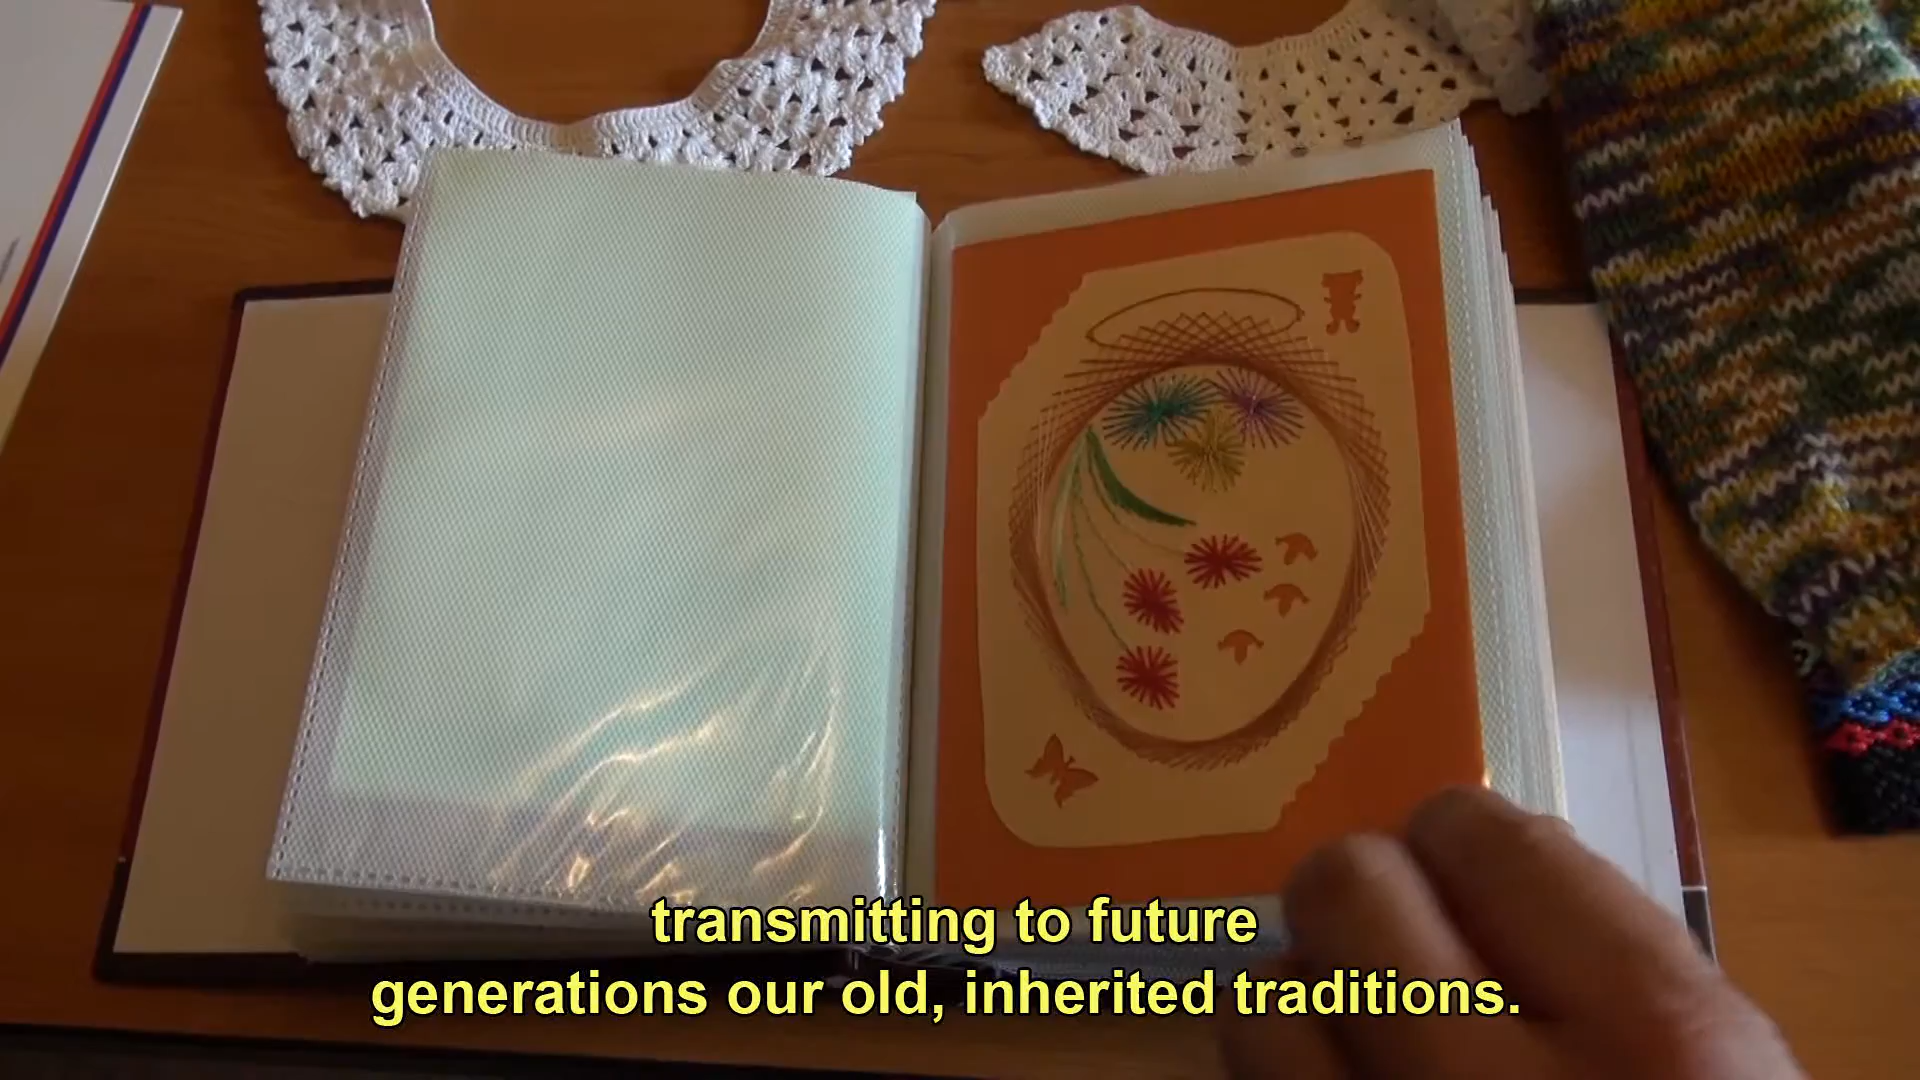 transmitting to future
generations our old, inherited traditions.